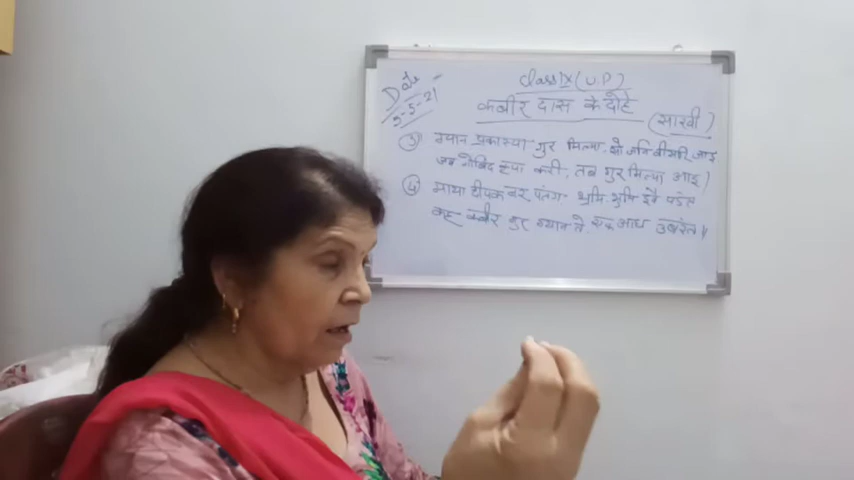 Date
5-5-21
Class IX (U.P)
कबीर दास के दोहे
(साखी)
③ ग्यान प्रकास्या गुर मिल्या, सो जनि बीसरि जाइ
जब गोबिंद कृपा करी, तब गुर मिल्या आइ)
④ माया दीपक नर पतंग भ्रमि भ्रमि इवै पडंत
कह कबीर गुर ग्यान ते. एक आध उबरंत॥